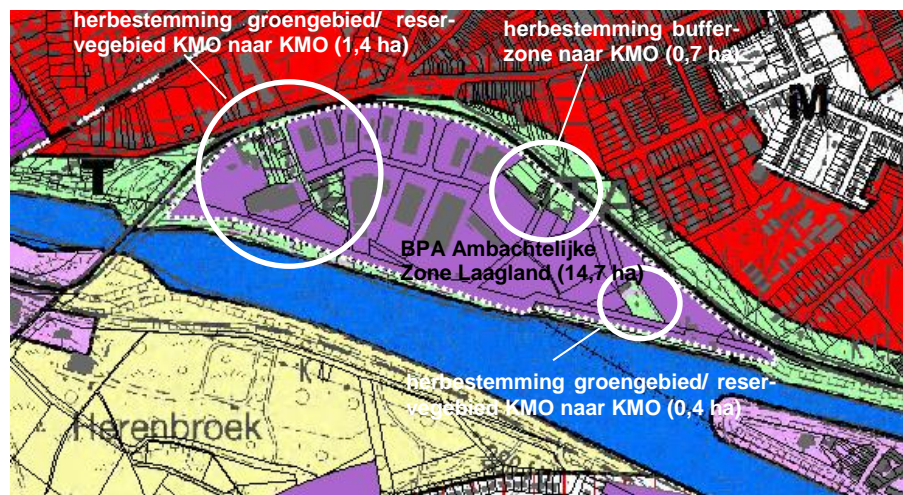 herbestemming groengebied/ reser-
vegebied KMO naar KMO (1,4 ha)
herbestemming buffer-
zone naar KMO (0,7 ha)
M
T
BPA Ambachtelijke
Zone Laagland (14,7 ha)
herbestemming groengebied/ reser-
vegebied KMO naar KMO (0,4 ha)
Herenbroek